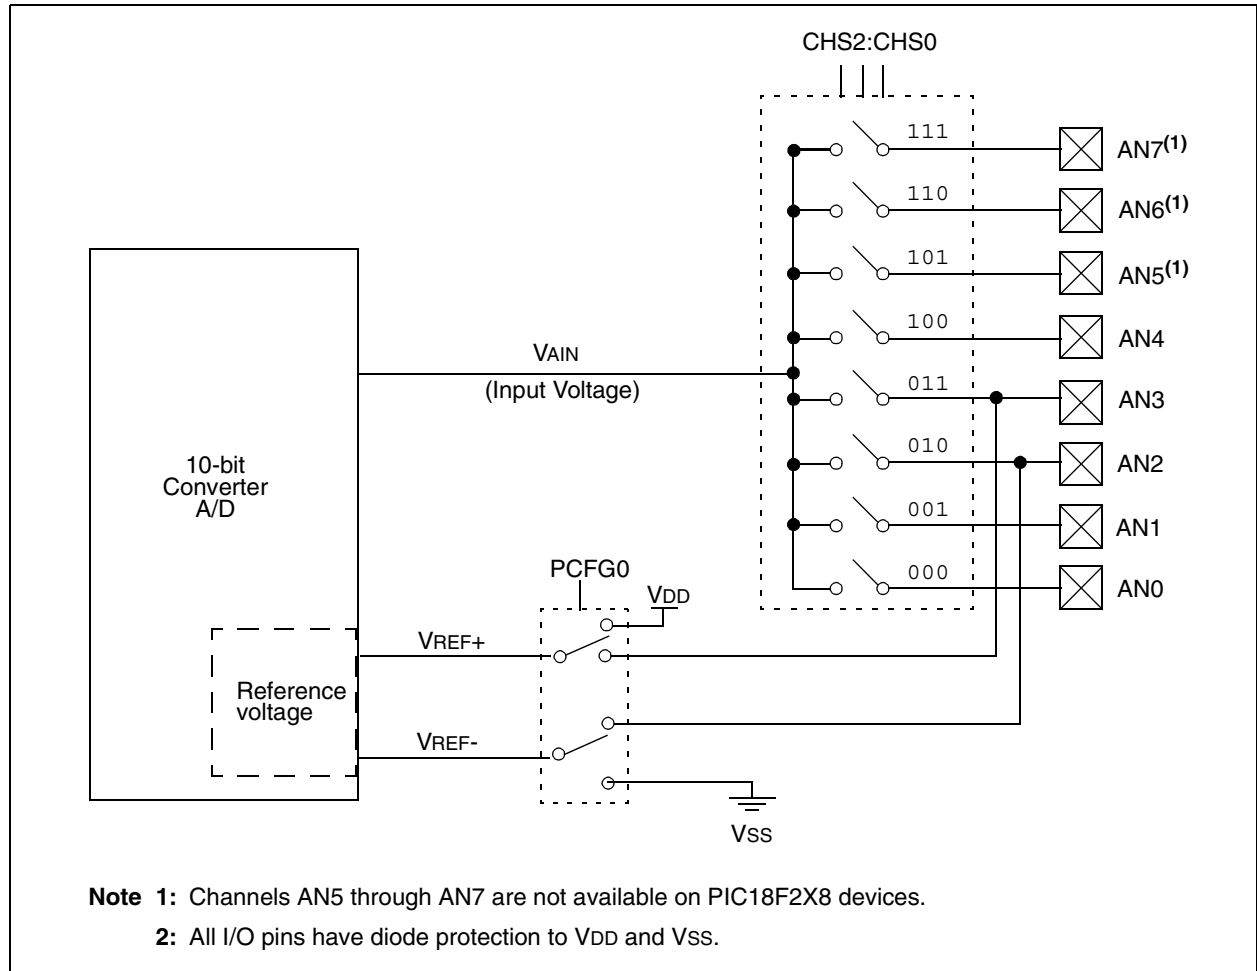 CHS2:CHS0
111
AN7(1)
110
AN6(1)
101
AN5(1)
100
AN4
VAIN
(Input Voltage)
011
AN3
010
AN2
10-bit
Converter
A/D
001
AN1
PCFG0
000
AN0
VDD
VREF+
Reference
voltage
VREF-
VSS
Note 1: Channels AN5 through AN7 are not available on PIC18F2X8 devices.
2: All I/O pins have diode protection to VDD and VSS.